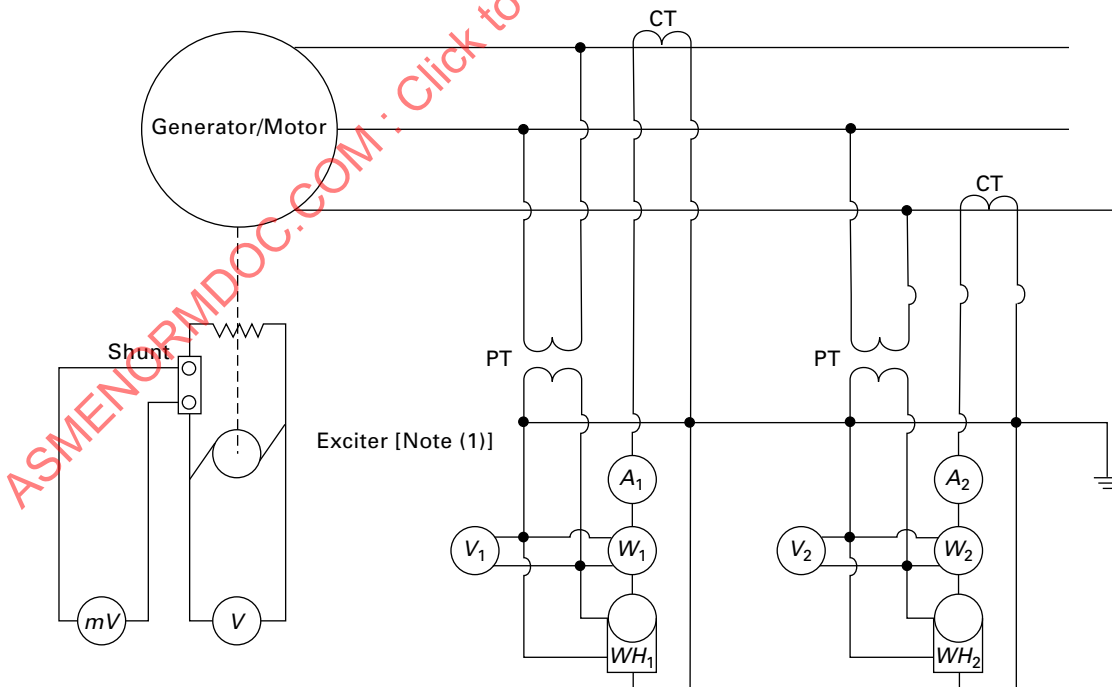 CT
Generator/Motor
CT
Shunt
PT
PT
Exciter [Note (1)]
A1
A2
V1
W1
V2
W2
mV
V
WH1
WH2
ASMENORMDOC.COM : Click to